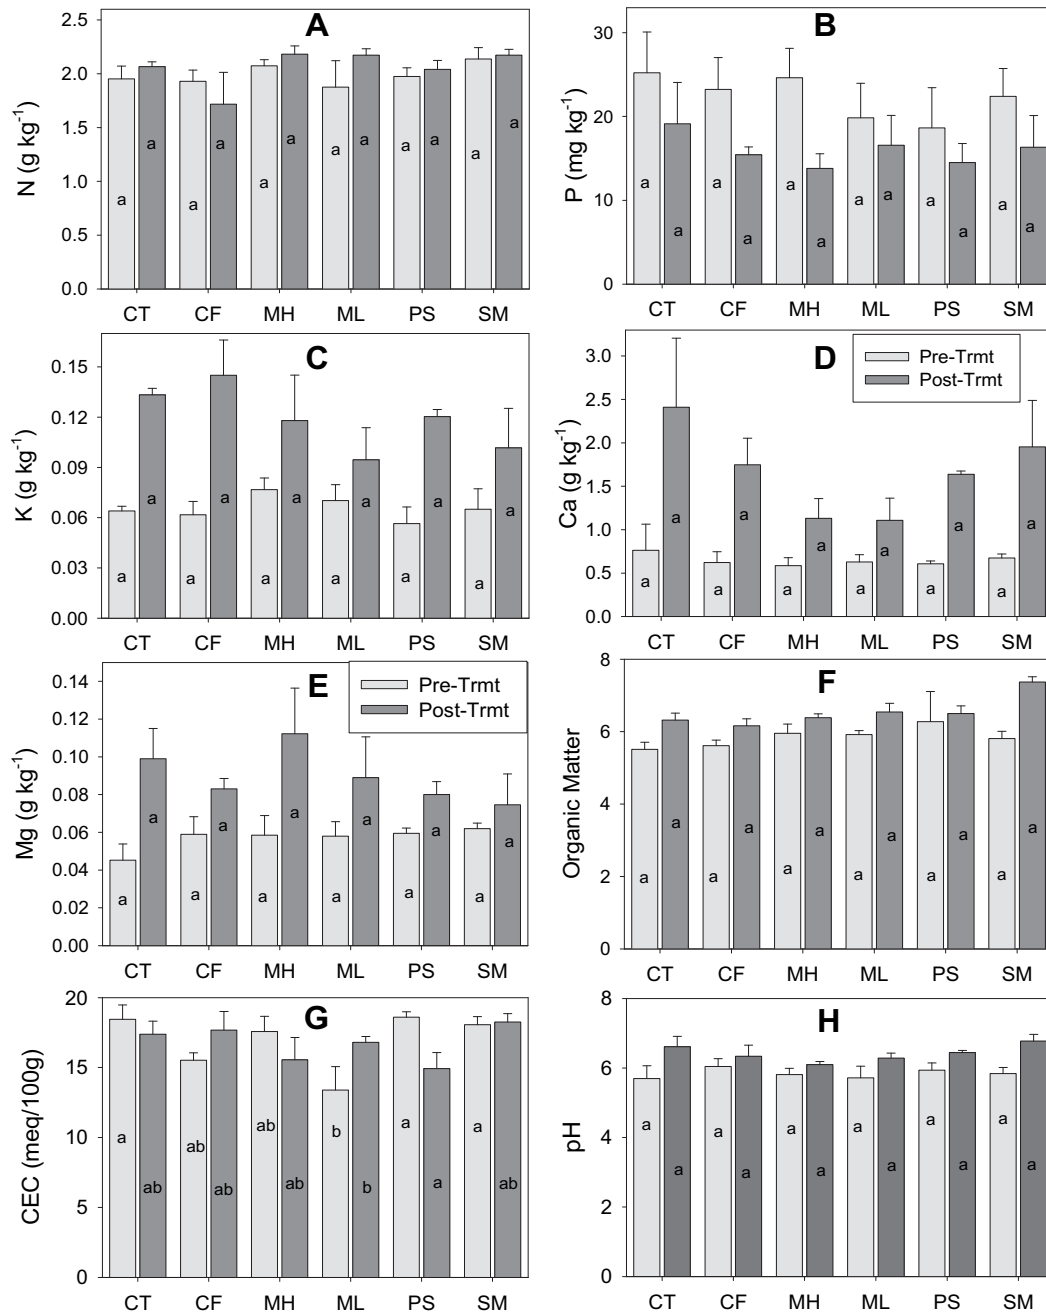 A
N (g kg-1)
2.5
2.0
1.5
1.0
0.5
0.0
a a a a a a a a a a a a
CT CF MH ML PS SM
B
P (mg kg-1)
30
20
10
0
a a a a a a a a a a a a
CT CF MH ML PS SM
C
K (g kg-1)
0.15
0.12
0.09
0.06
0.03
0.00
a a a a a a a a a a a a
CT CF MH ML PS SM
D
Pre-Trmt
Post-Trmt
Ca (g kg-1)
3.0
2.5
2.0
1.5
1.0
0.5
0.0
a a a a a a a a a a a a
CT CF MH ML PS SM
E
Pre-Trmt
Post-Trmt
Mg (g kg-1)
0.14
0.12
0.10
0.08
0.06
0.04
0.02
0.00
a a a a a a a a a a a a
CT CF MH ML PS SM
F
Organic Matter
8
6
4
2
0
a a a a a a a a a a a a
CT CF MH ML PS SM
G
CEC (meq/100g)
20
15
10
5
0
a ab ab ab ab ab b b a a a ab
CT CF MH ML PS SM
H
pH
8
6
4
2
0
a a a a a a a a a a a a
CT CF MH ML PS SM